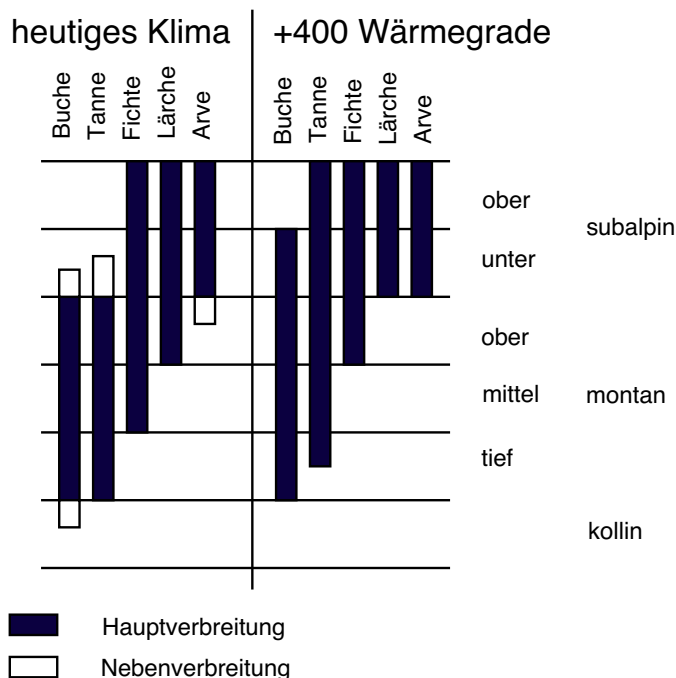 heutiges Klima
+400 Wärmegrade
Buche
Tanne
Fichte
Lärche
Arve
Buche
Tanne
Fichte
Lärche
Arve
ober
subalpin
unter
ober
mittel
montan
tief
kollin
Hauptverbreitung
Nebenverbreitung